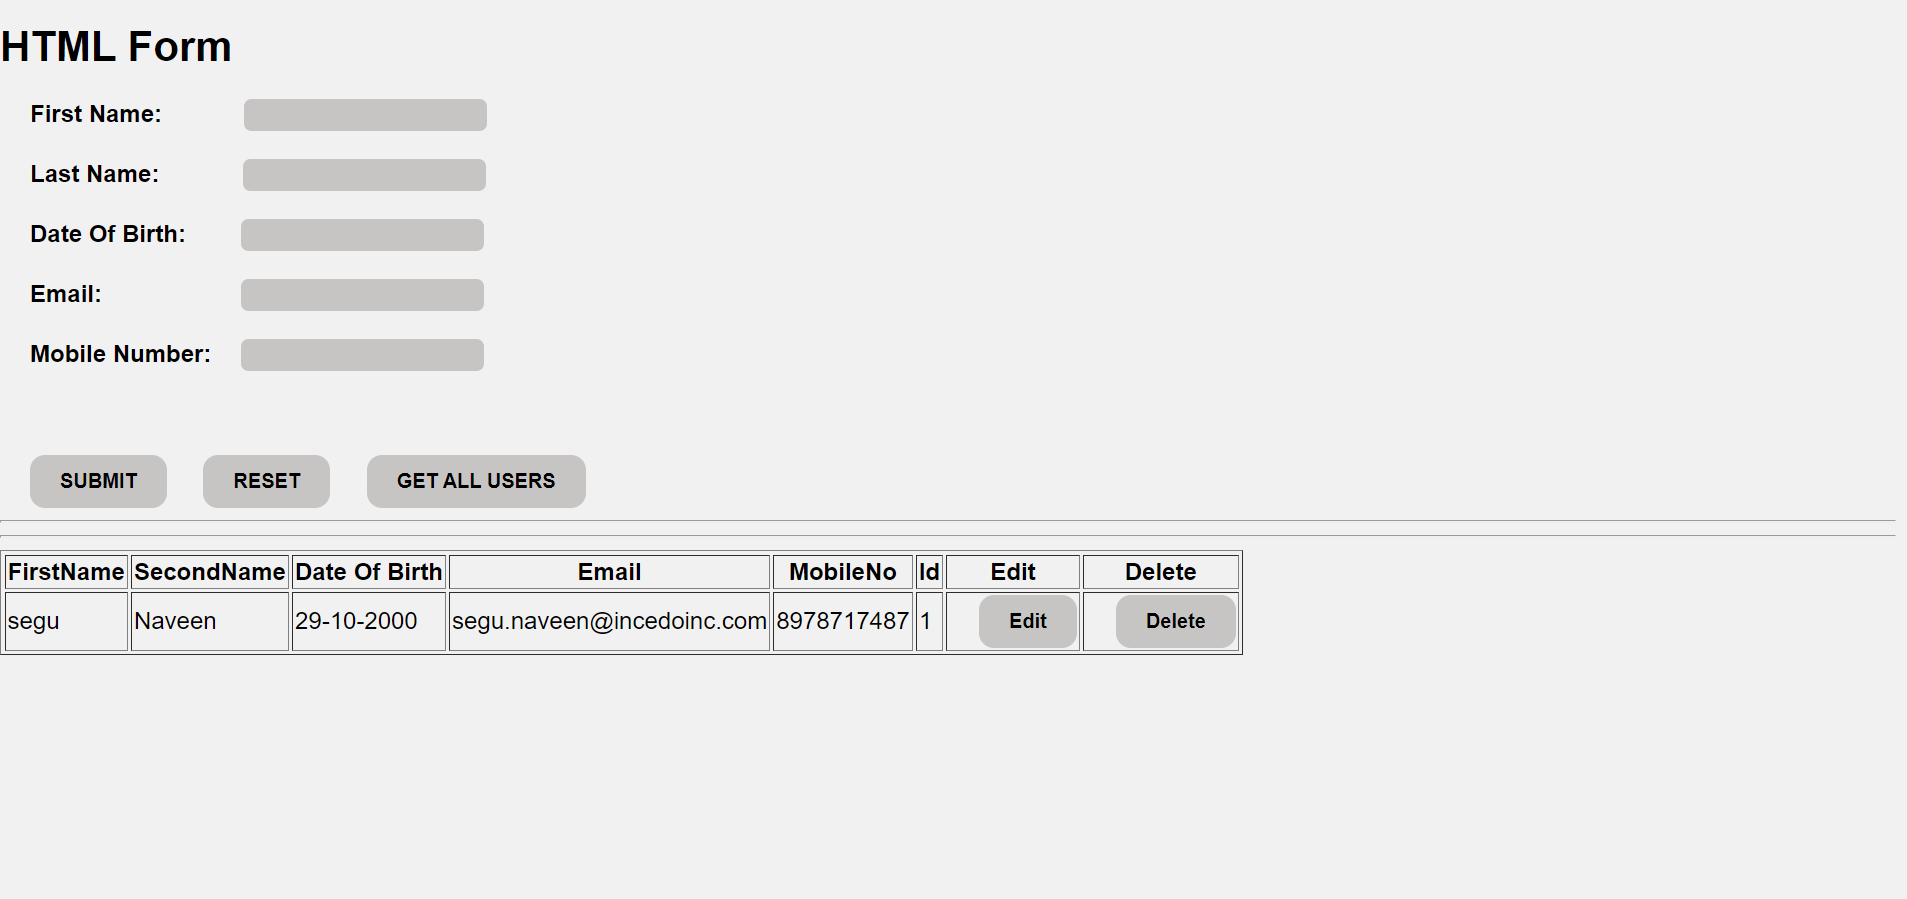 HTML Form
First Name:
Last Name:
Date Of Birth:
Email:
Mobile Number:
SUBMIT RESET GET ALL USERS
FirstName SecondName Date Of Birth Email MobileNo Id Edit Delete
segu Naveen 29-10-2000 segu.naveen@incedoinc.com 8978717487 1 Edit Delete